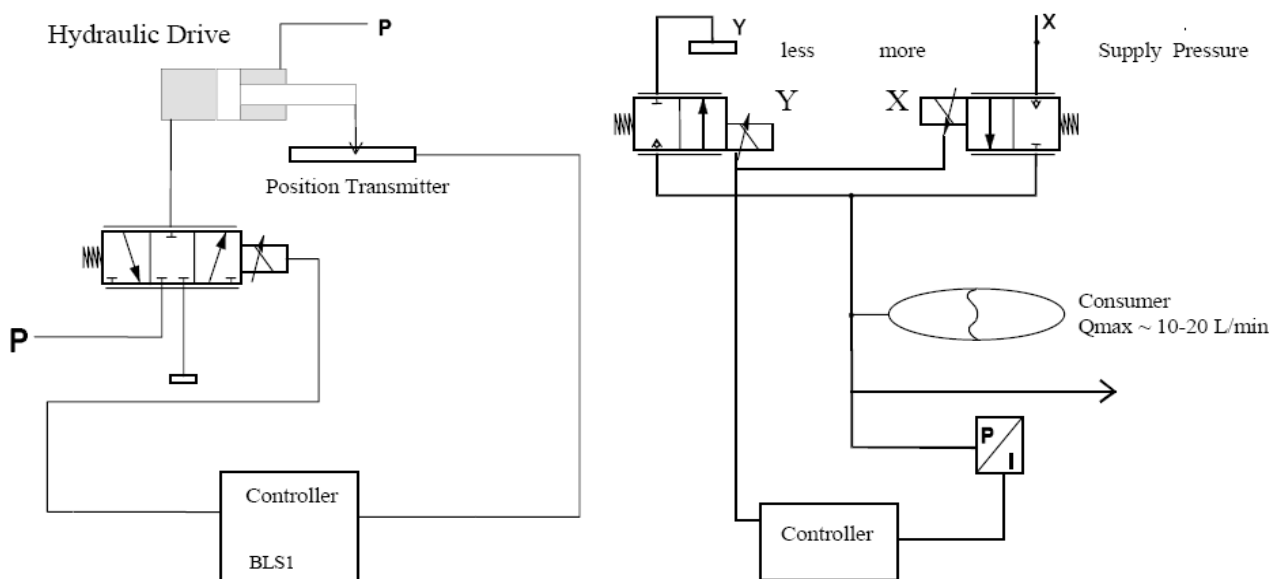 Hydraulic Drive
P
Position Transmitter
P
Controller
BLS1
Y
X
less more
Supply Pressure
Y
X
Consumer
Qmax ~ 10-20 L/min
P
I
Controller